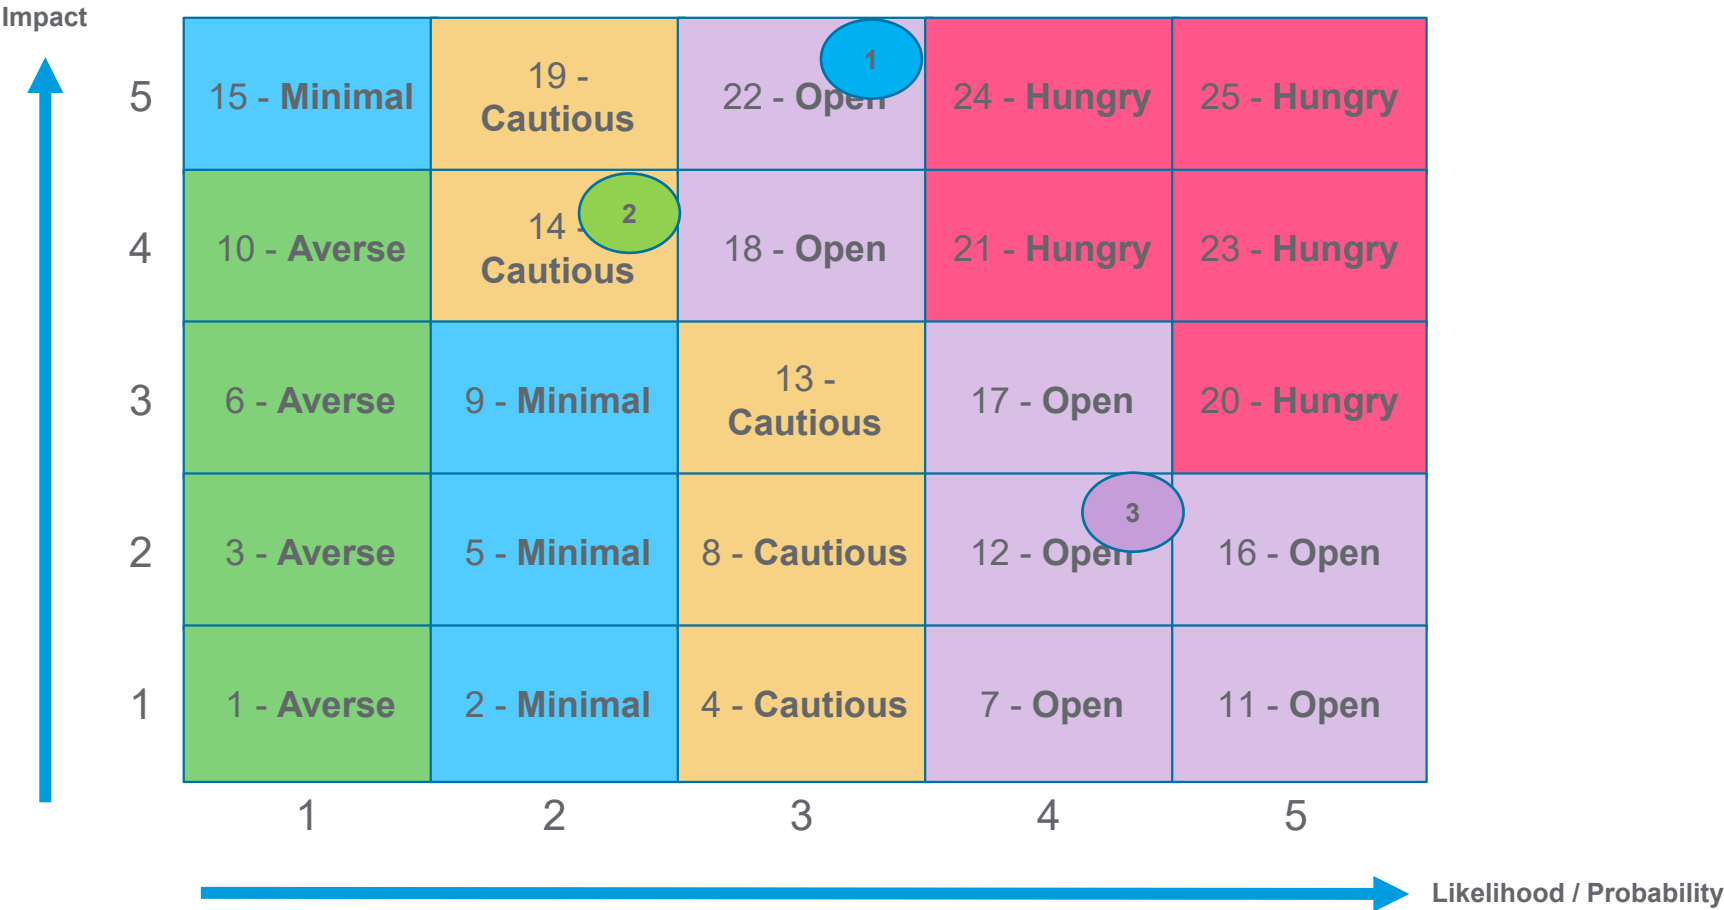 Impact
5
15 - Minimal
19 -
Cautious
22 - Open
1
24 - Hungry
25 - Hungry
4
10 - Averse
14 -
Cautious
2
18 - Open
21 - Hungry
23 - Hungry
3
6 - Averse
9 - Minimal
13 -
Cautious
17 - Open
20 - Hungry
2
3 - Averse
5 - Minimal
8 - Cautious
12 - Open
3
16 - Open
1
1 - Averse
2 - Minimal
4 - Cautious
7 - Open
11 - Open
1
2
3
4
5
Likelihood / Probability